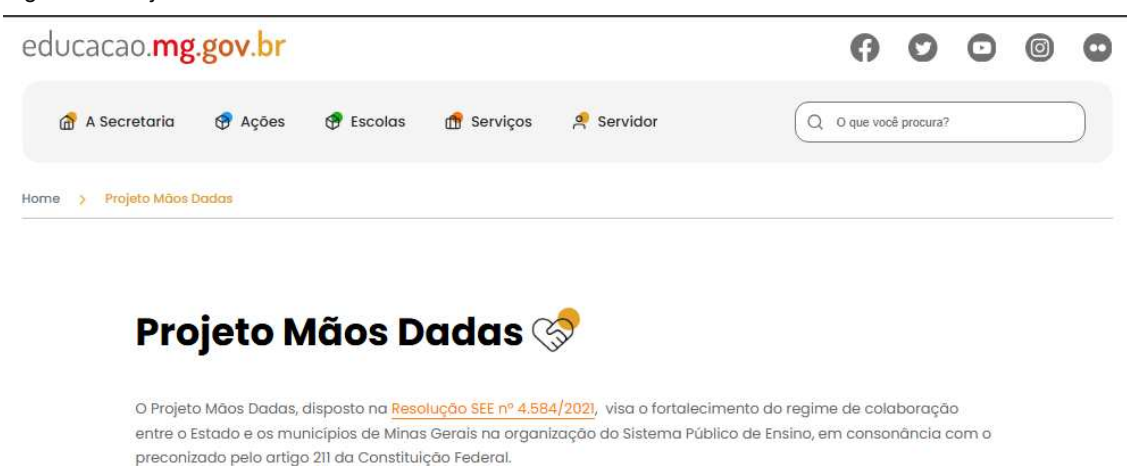 educacao.mg.gov.br
A Secretaria Ações Escolas Serviços Servidor O que você procura?
Home > Projeto Mãos Dadas
Projeto Mãos Dadas
O Projeto Mãos Dadas, disposto na Resolução SEE nº 4.584/2021, visa o fortalecimento do regime de colaboração
entre o Estado e os municípios de Minas Gerais na organização do Sistema Público de Ensino, em consonância com o
preconizado pelo artigo 211 da Constituição Federal.